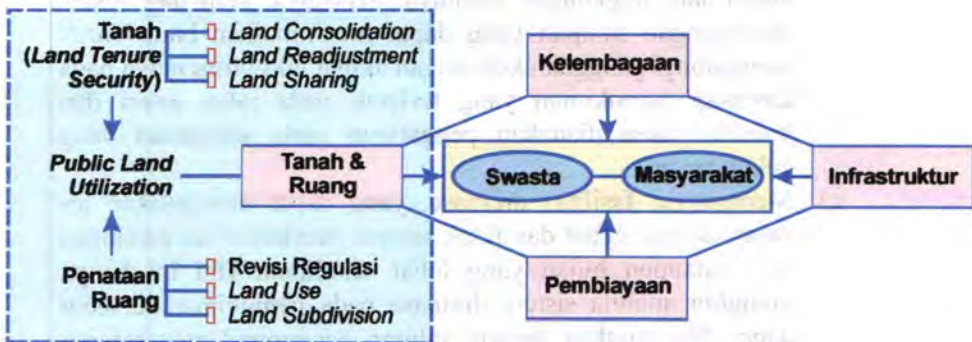 Tanah
(Land Tenure
Security)
Land Consolidation
Land Readjustment
Land Sharing
Public Land
Utilization
Penataan
Ruang
Revisi Regulasi
Land Use
Land Subdivision
Tanah &
Ruang
Kelembagaan
Swasta
Masyarakat
Infrastruktur
Pembiayaan